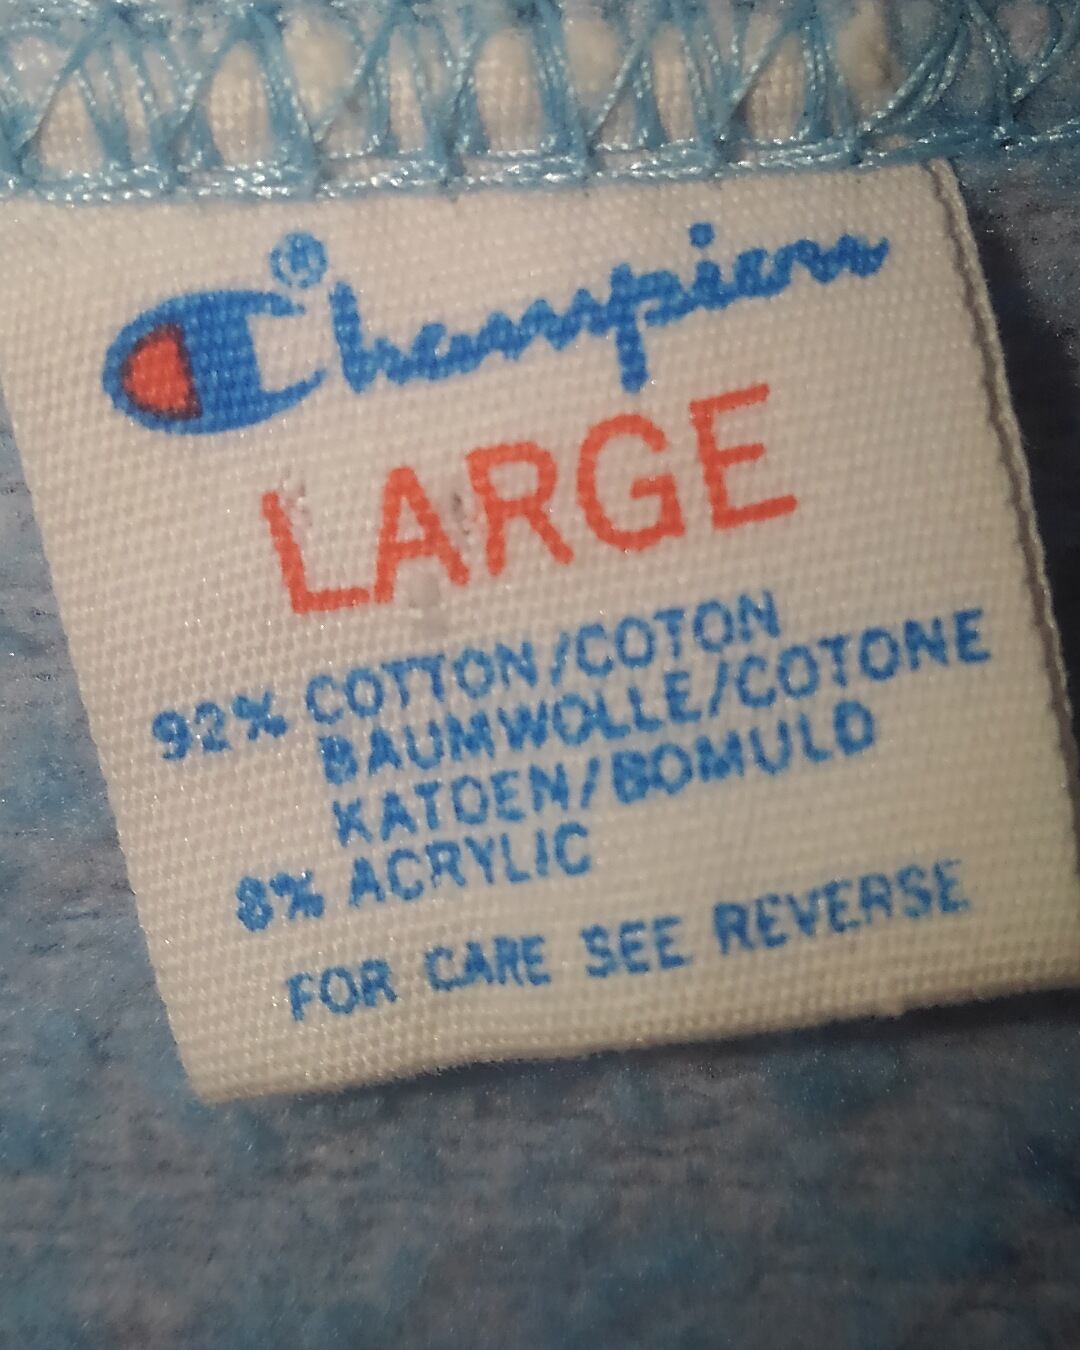 Champion®
LARGE
92% COTTON/COTON
BAUMWOLLE/COTONE
KATOEN/BOMULD
8% ACRYLIC
FOR CARE SEE REVERSE